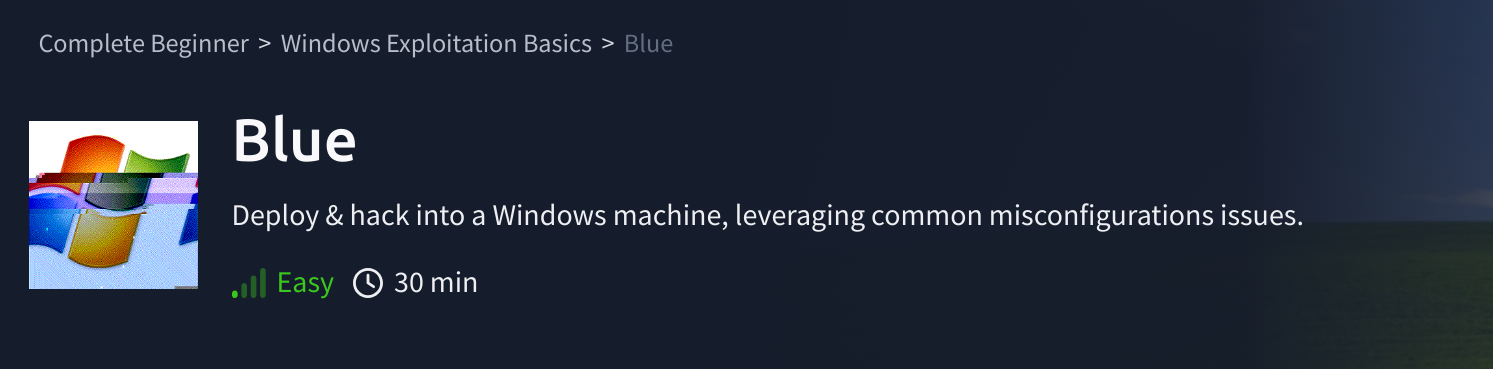 Complete Beginner > Windows Exploitation Basics > Blue
Blue
Deploy & hack into a Windows machine, leveraging common misconfigurations issues.
Easy 30 min